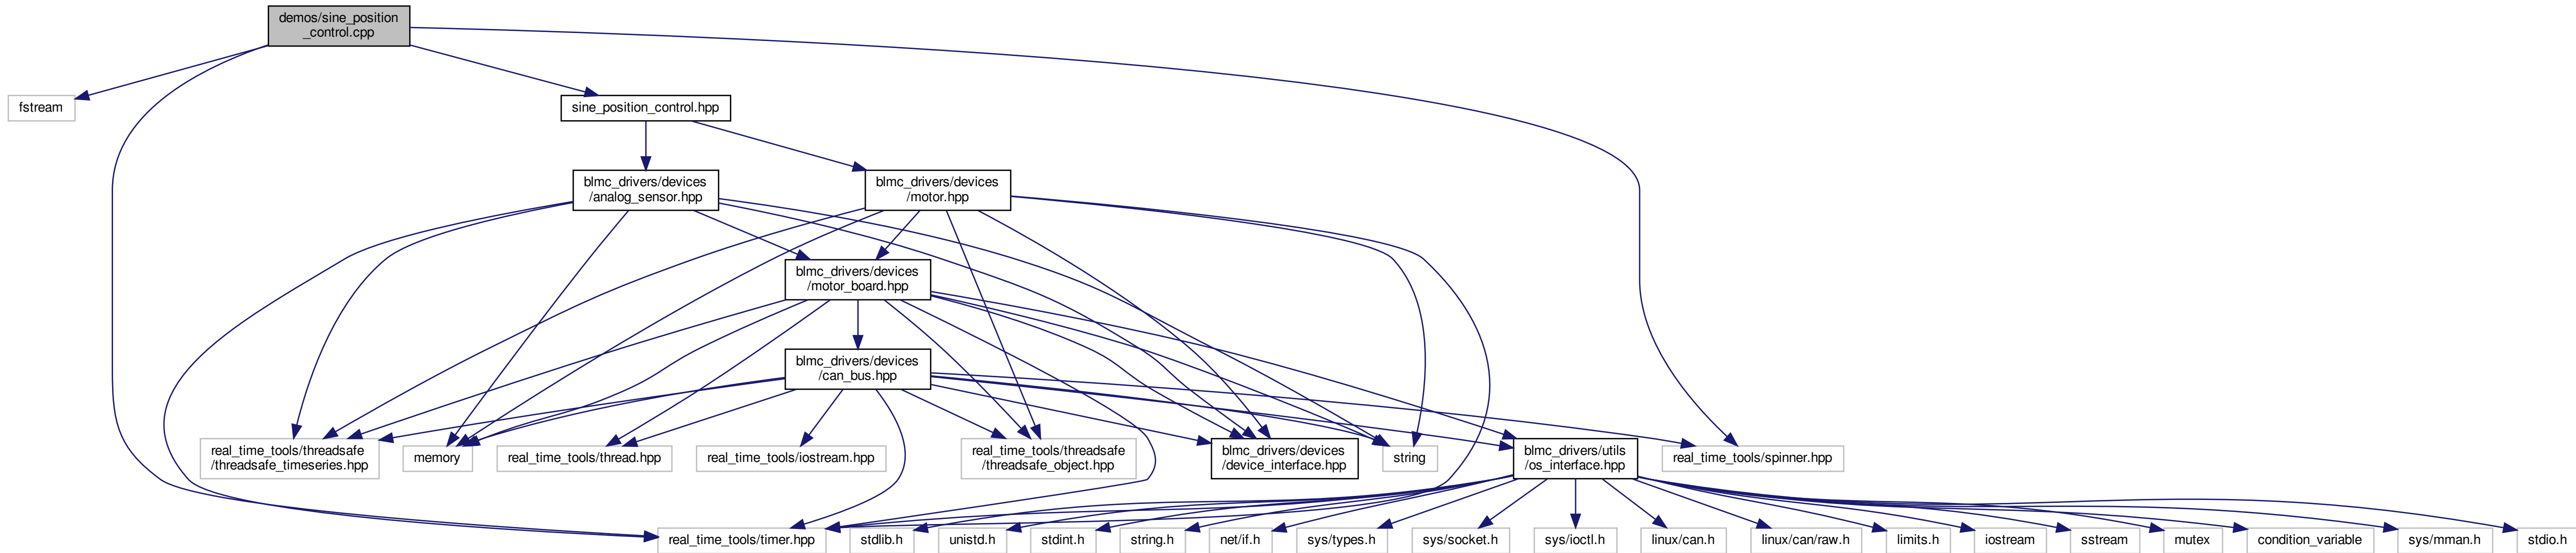 demos/sine_position
_control.cpp
fstream
sine_position_control.hpp
blmc_drivers/devices
/analog_sensor.hpp
blmc_drivers/devices
/motor.hpp
blmc_drivers/devices
/motor_board.hpp
blmc_drivers/devices
/can_bus.hpp
real_time_tools/threadsafe
/threadsafe_timeseries.hpp
memory
real_time_tools/thread.hpp
real_time_tools/iostream.hpp
real_time_tools/threadsafe
/threadsafe_object.hpp
blmc_drivers/devices
/device_interface.hpp
string
blmc_drivers/utils
/os_interface.hpp
real_time_tools/spinner.hpp
real_time_tools/timer.hpp
stdlib.h
unistd.h
stdint.h
string.h
net/if.h
sys/types.h
sys/socket.h
sys/ioctl.h
linux/can.h
linux/can/raw.h
limits.h
iostream
sstream
mutex
condition_variable
sys/mman.h
stdio.h